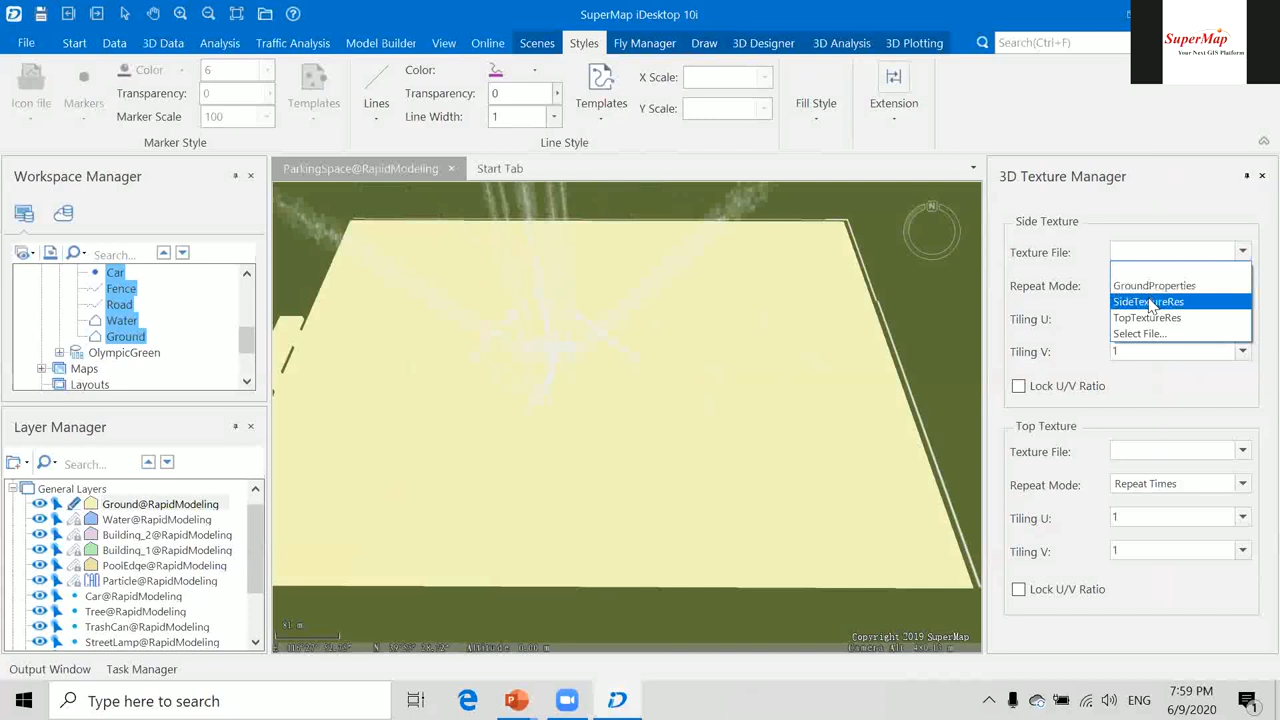 SuperMap iDesktop 10i
File
Start
Data
3D Data
Analysis
Traffic Analysis
Model Builder
View
Online
Scenes
Styles
Fly Manager
Draw
3D Designer
3D Analysis
3D Plotting
Search(Ctrl+F)
SuperMap
Your Next GIS Platform
Icon file
Markers
Color
6
Transparency:
0
Marker Scale
100
Templates
Marker Style
Lines
Color:
Transparency:
0
Line Width:
1
Templates
X Scale:
Y Scale:
Line Style
Fill Style
Extension
Workspace Manager
Search...
Car
Fence
Road
Water
Ground
OlympicGreen
Maps
Layouts
Layer Manager
Search...
General Layers
Ground@RapidModeling
Water@RapidModeling
Building_2@RapidModeling
Building_1@RapidModeling
PoolEdge@RapidModeling
Particle@RapidModeling
Car@RapidModeling
Tree@RapidModeling
TrashCan@RapidModeling
StreetLamp@RapidModeling
ParkingSpace@RapidModeling
Start Tab
N
81 m
Altitude 0.00 m
Copyright 2019 SuperMap
3D Texture Manager
Side Texture
Texture File:
GroundProperties
SideTextureRes
TopTextureRes
Select File...
Repeat Mode:
Tiling U:
Tiling V:
1
Lock U/V Ratio
Top Texture
Texture File:
Repeat Mode:
Repeat Times
Tiling U:
1
Tiling V:
1
Lock U/V Ratio
Output Window
Task Manager
Type here to search
ENG
7:59 PM
6/9/2020
1